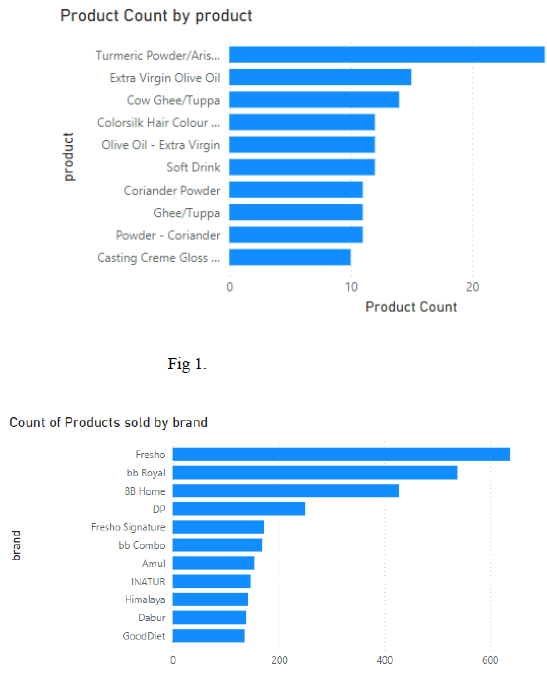 Product Count by product
Turmeric Powder/Aris...
Extra Virgin Olive Oil
Cow Ghee/Tuppa
Colorsilk Hair Colour ...
Olive Oil - Extra Virgin
Soft Drink
Coriander Powder
Ghee/Tuppa
Powder - Coriander
Casting Creme Gloss ...
product
0 10 20
Product Count
Fig 1.
Count of Products sold by brand
Fresho
bb Royal
BB Home
DP
Fresho Signature
bb Combo
Amul
INATUR
Himalaya
Dabur
GoodDiet
brand
0 200 400 600